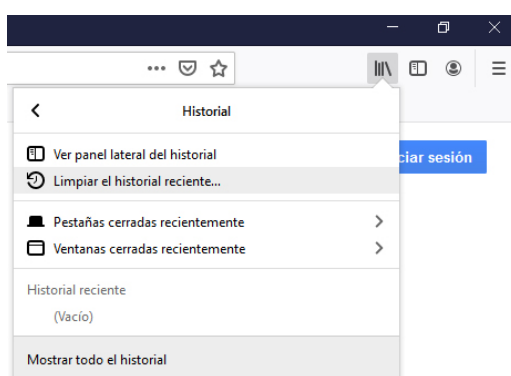 Historial
Ver panel lateral del historial
ciar sesión
Limpiar el historial reciente...
Pestañas cerradas recientemente
Ventanas cerradas recientemente
Historial reciente
(Vacío)
Mostrar todo el historial